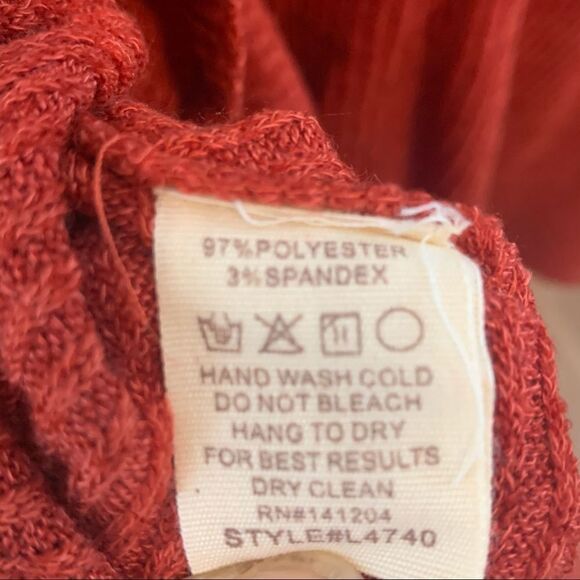 97%POLYESTER
3%SPANDEX
HAND WASH COLD
DO NOT BLEACH
HANG TO DRY
FOR BEST RESULTS
DRY CLEAN
RN#141204
STYLE#L4740